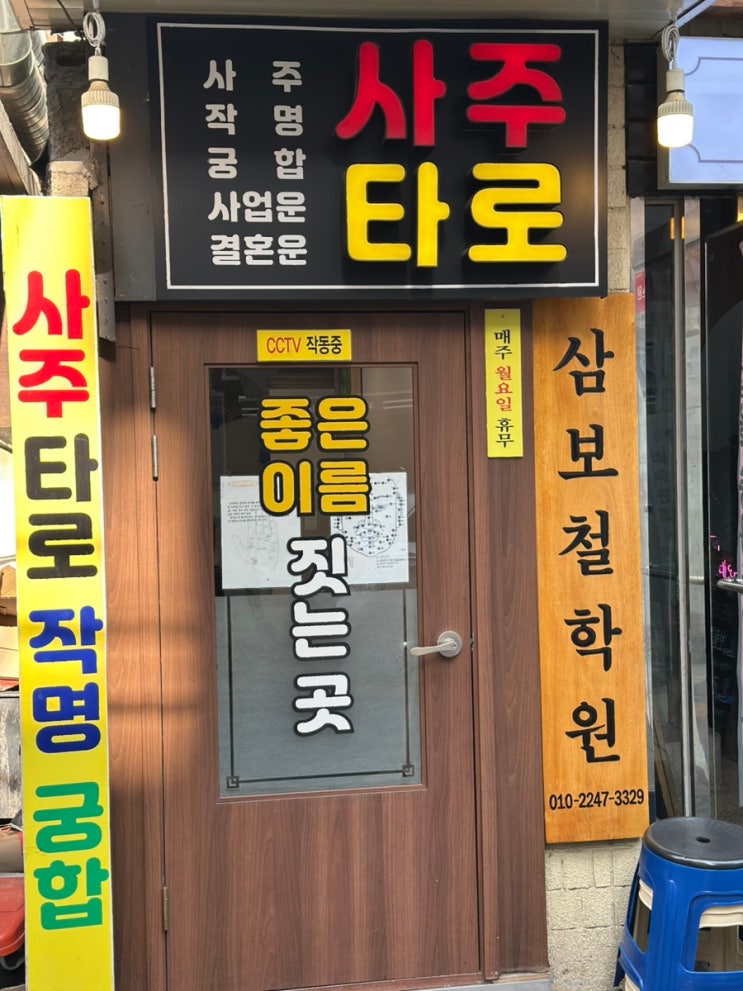 사주
작명
궁합
사업운
결혼운
사주
타로
사주 타로 작명 궁합
CCTV 작동중
좋은
이름
짓는 곳
매주 월요일 휴무
삼보철학원
010-2247-3329